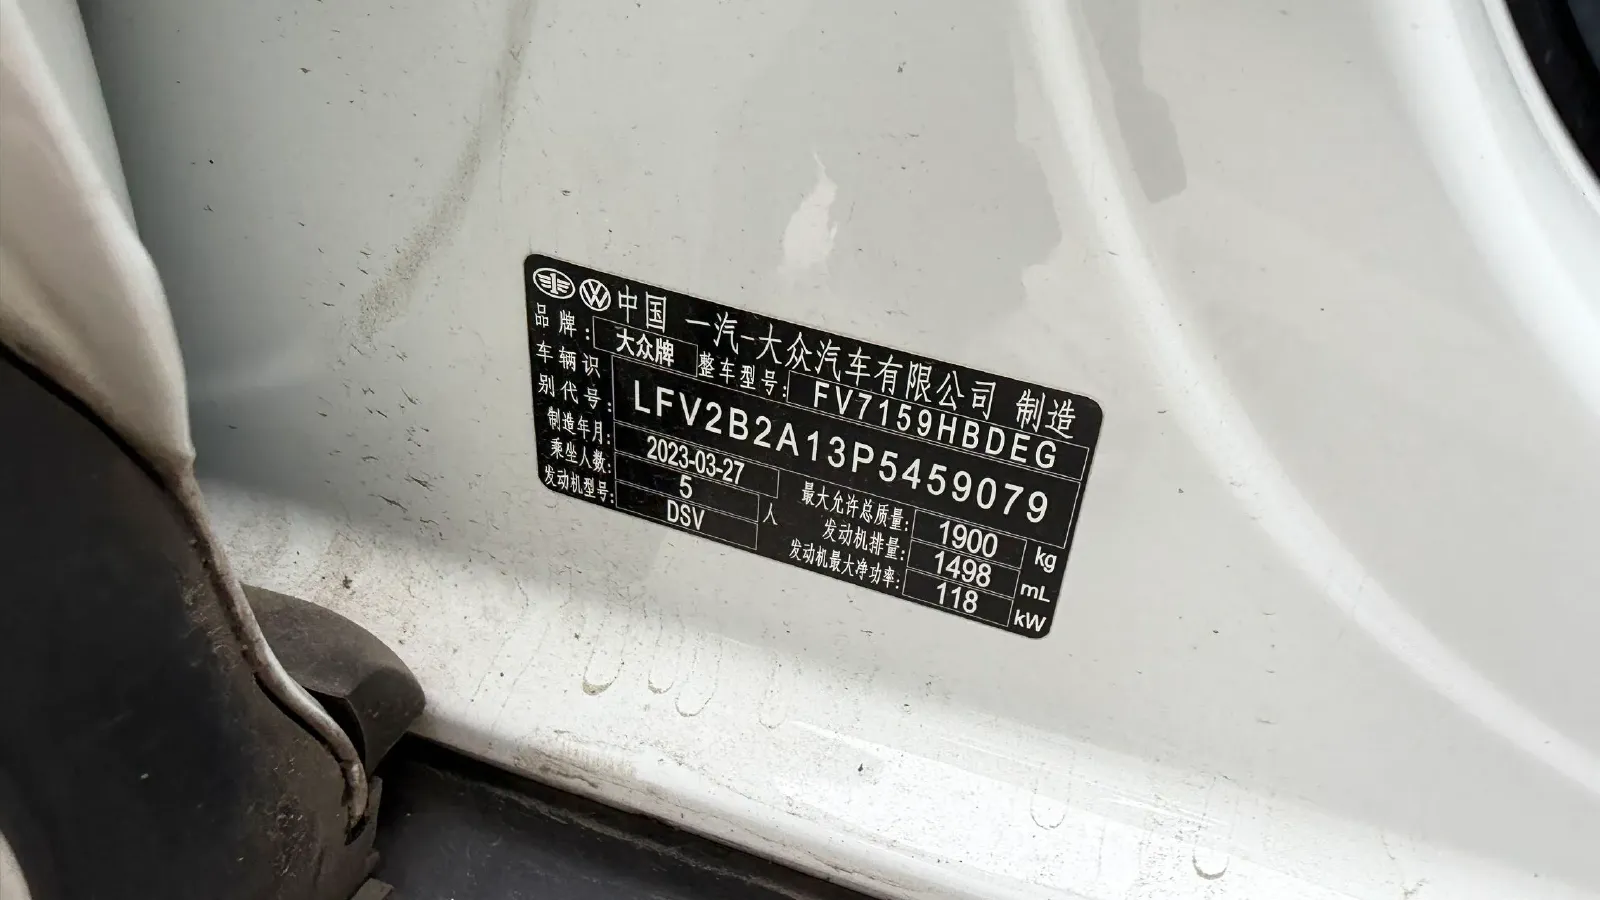 中国 一汽-大众汽车有限公司 制造
品牌: 大众牌 整车型号: FV7159HBDEG
车辆识别代号: LFV2B2A13P5459079
制造年月: 2023-03-27 最大允许总质量: 1900 kg
乘坐人数: 5 人 发动机排量: 1498 mL
发动机型号: DSV 发动机最大净功率: 118 kW